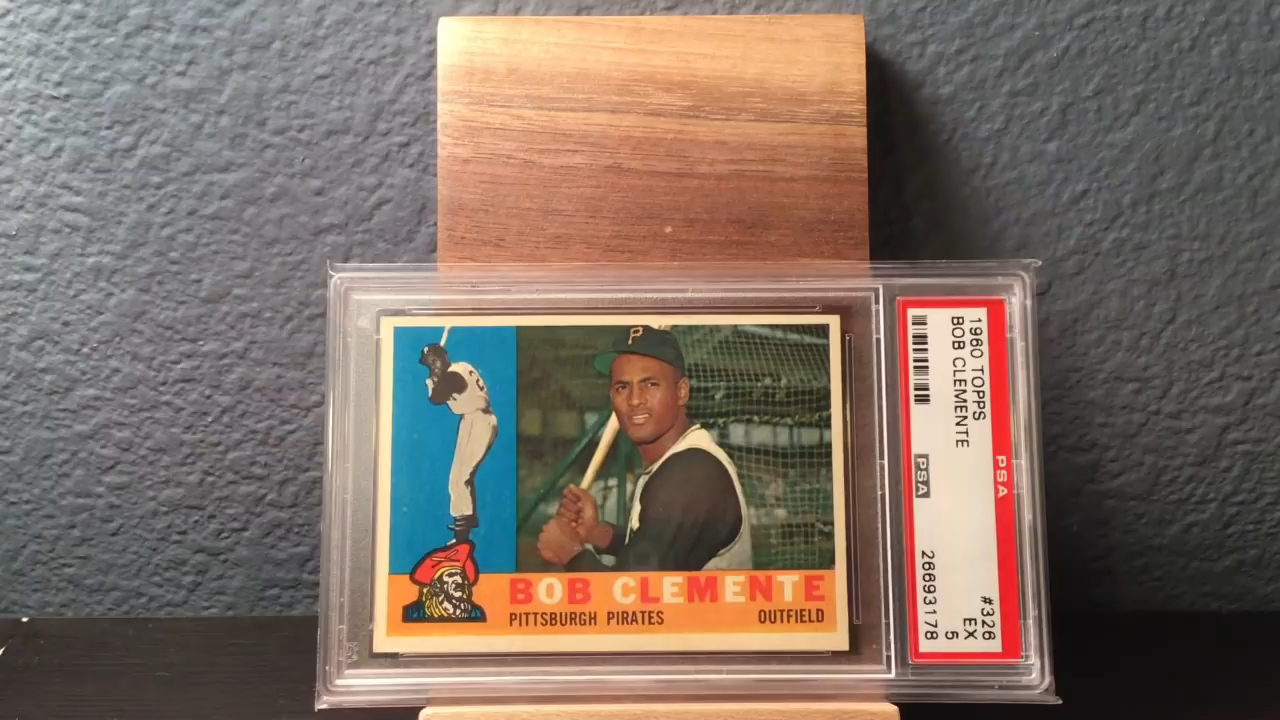 P
BOB CLEMENTE
PITTSBURGH PIRATES OUTFIELD
1960 TOPPS #326
BOB CLEMENTE EX
5
PSA 26693178
PSA